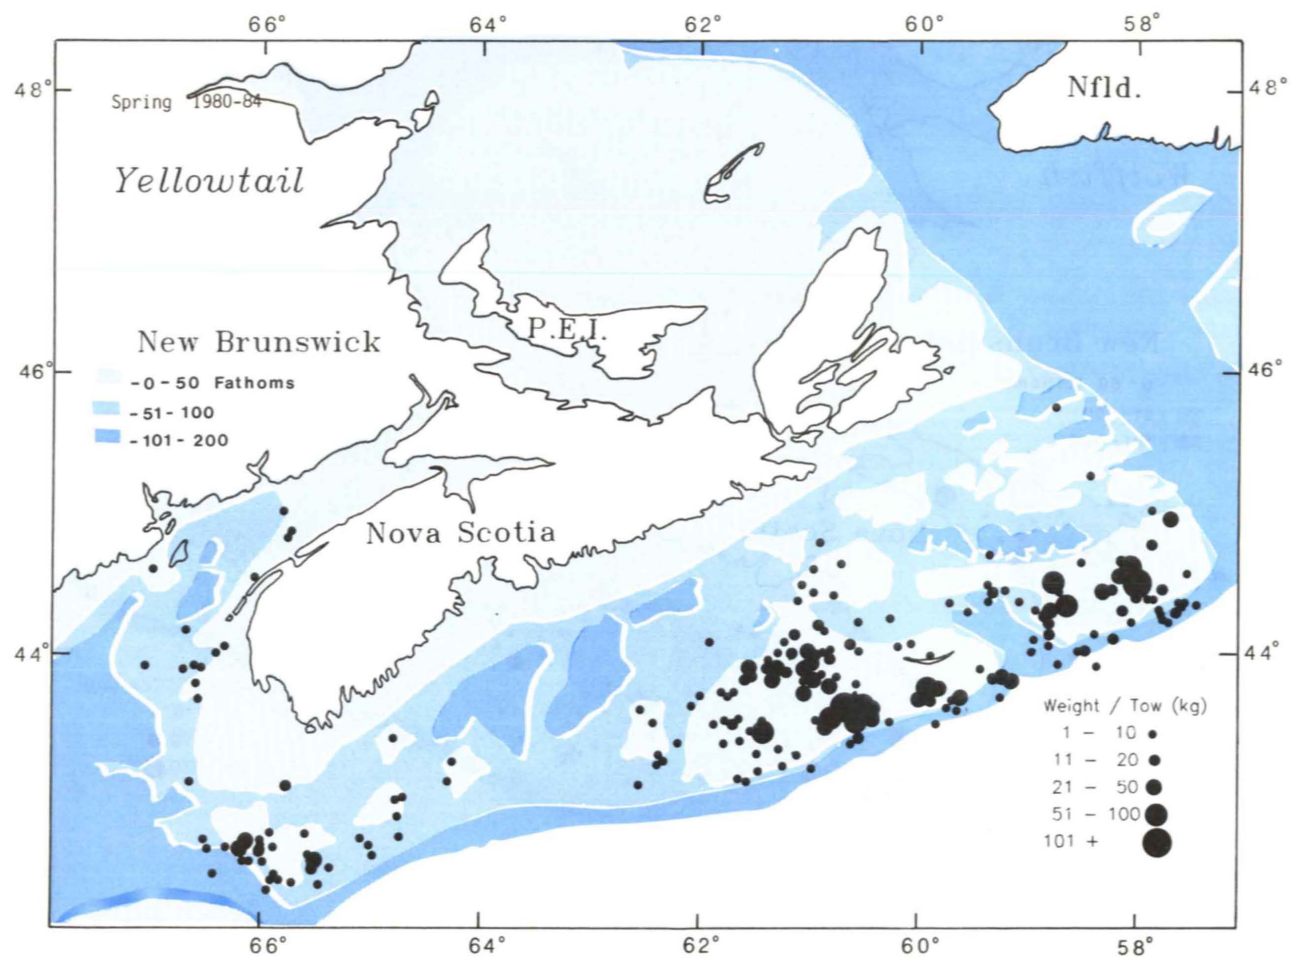 66° 64° 62° 60° 58°
48° 48°
Nfld.
Spring 1980-84
Yellowtail
P.E.I.
New Brunswick
46° 46°
-0-50 Fathoms
-51-100
-101-200
Nova Scotia
44° 44°
Weight / Tow (kg)
1 - 10
11 - 20
21 - 50
51 - 100
101 +
66° 64° 62° 60° 58°